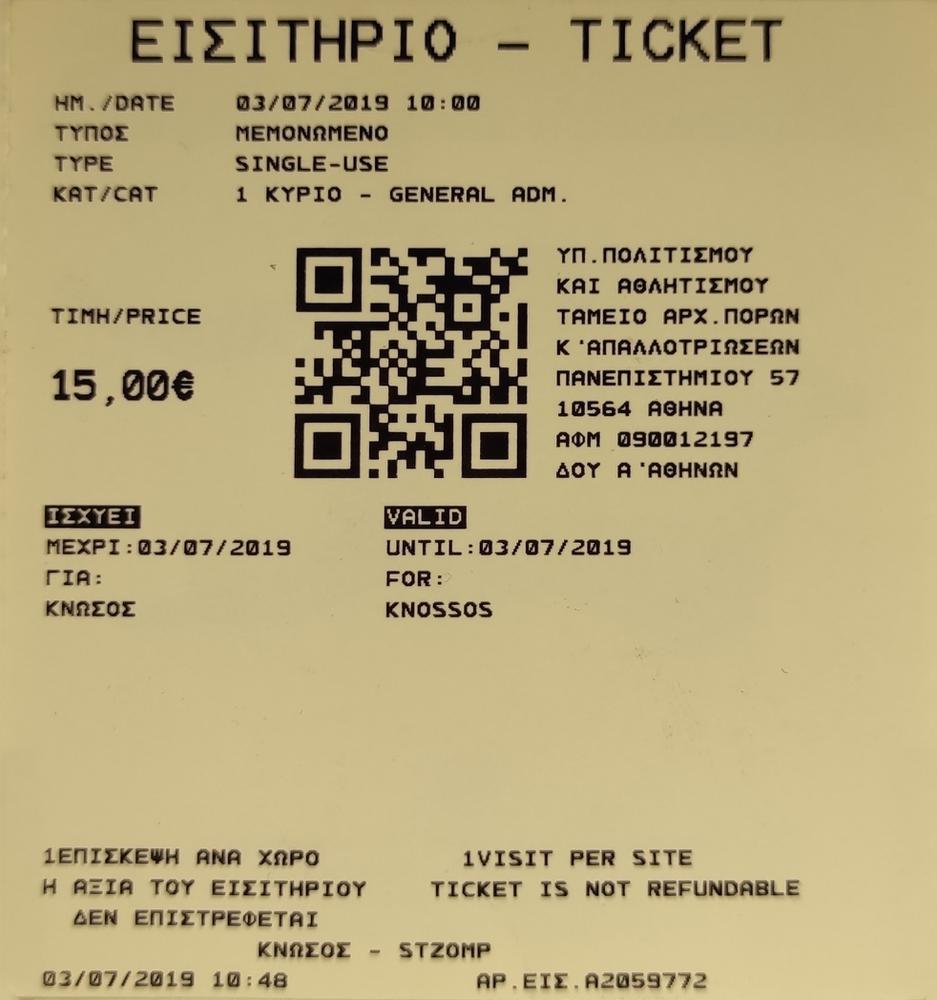 ΕΙΣΙΤΗΡΙΟ – TICKET
ΗΜ./DATE 03/07/2019 10:00
ΤΥΠΟΣ ΜΕΜΟΝΩΜΕΝΟ
TYPE SINGLE-USE
ΚΑΤ/CAT 1 ΚΥΡΙΟ - GENERAL ADM.
ΥΠ.ΠΟΛΙΤΙΣΜΟΥ
ΚΑΙ ΑΘΛΗΤΙΣΜΟΥ
ΤΙΜΗ/PRICE ΤΑΜΕΙΟ ΑΡΧ.ΠΟΡΩΝ
Κ'ΑΠΑΛΛΟΤΡΙΩΣΕΩΝ
15,00€ ΠΑΝΕΠΙΣΤΗΜΙΟΥ 57
10564 ΑΘΗΝΑ
ΑΦΜ 090012197
ΔΟΥ Α'ΑΘΗΝΩΝ
ΙΣΧΥΕΙ VALID
ΜΕΧΡΙ:03/07/2019 UNTIL:03/07/2019
ΓΙΑ: FOR:
ΚΝΩΣΟΣ KNOSSOS
1ΕΠΙΣΚΕΨΗ ΑΝΑ ΧΩΡΟ 1VISIT PER SITE
Η ΑΞΙΑ ΤΟΥ ΕΙΣΙΤΗΡΙΟΥ TICKET IS NOT REFUNDABLE
ΔΕΝ ΕΠΙΣΤΡΕΦΕΤΑΙ
ΚΝΩΣΟΣ - STZOMP
03/07/2019 10:48 ΑΡ.ΕΙΣ.A2059772